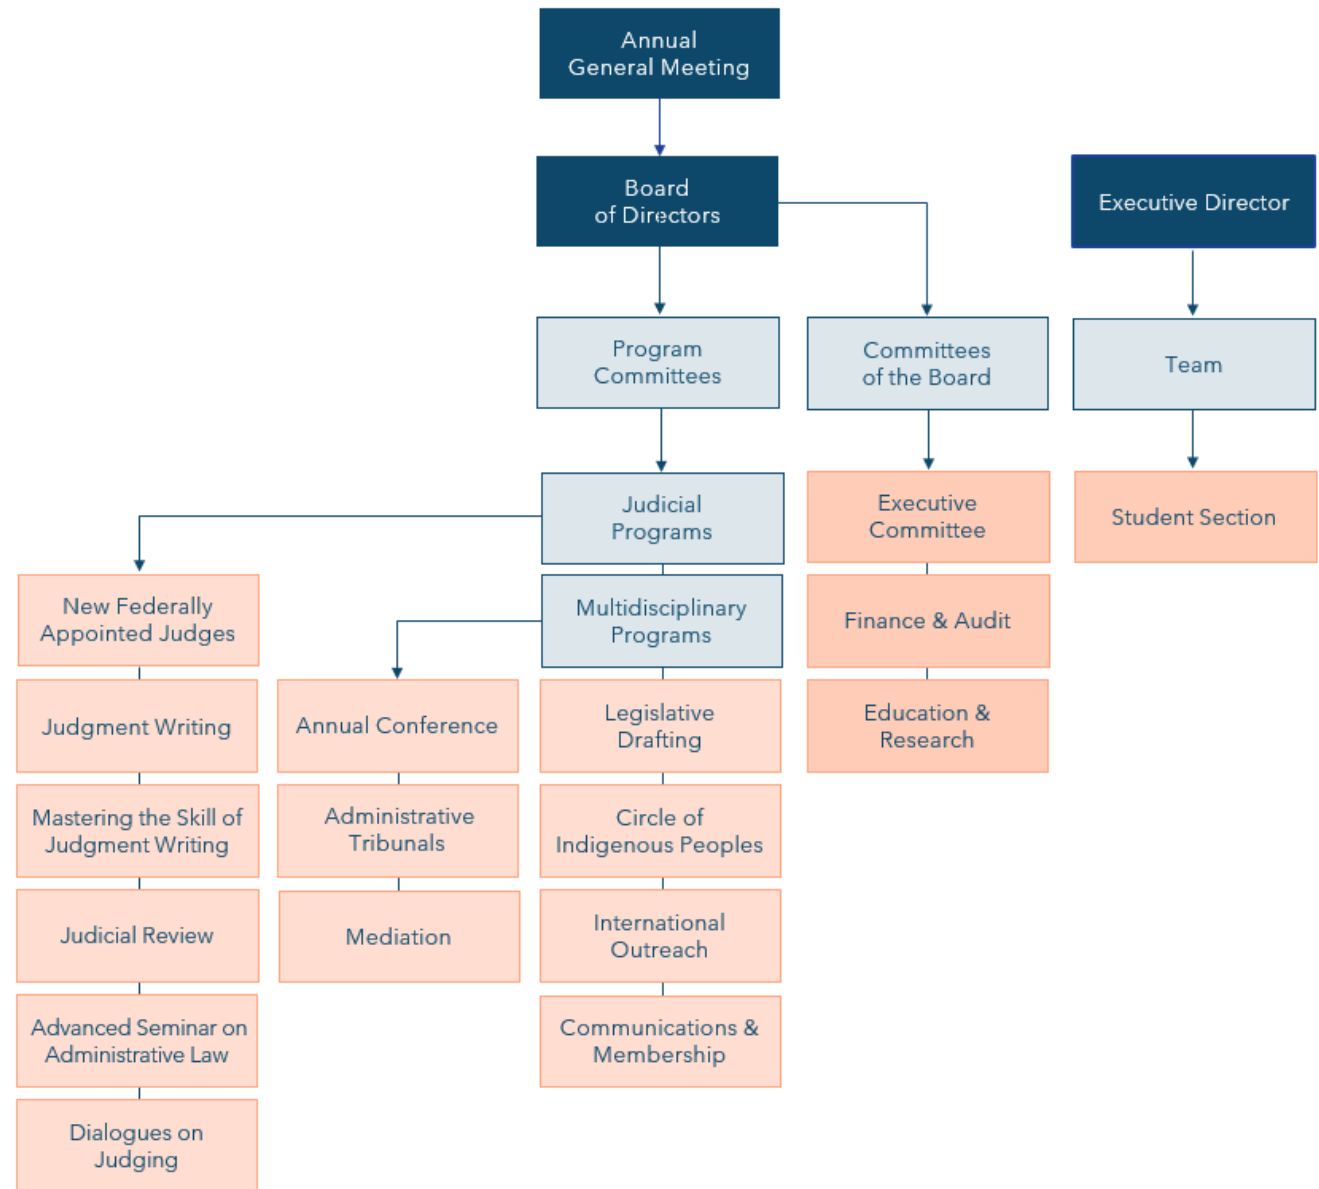 Annual
General Meeting
Board
of Directors
Executive Director
Program
Committees
Committees
of the Board
Team
Judicial
Programs
Executive
Committee
Student Section
New Federally
Appointed Judges
Multidisciplinary
Programs
Finance & Audit
Judgment Writing
Annual Conference
Legislative
Drafting
Education &
Research
Mastering the Skill of
Judgment Writing
Administrative
Tribunals
Circle of
Indigenous Peoples
Judicial Review
Mediation
International
Outreach
Advanced Seminar on
Administrative Law
Communications &
Membership
Dialogues on
Judging